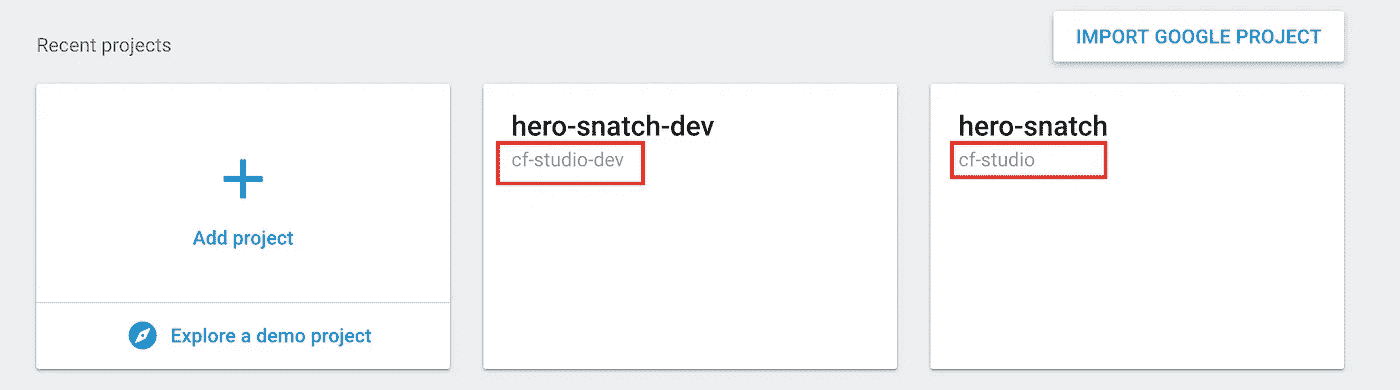 Recent projects
IMPORT GOOGLE PROJECT
Add project
Explore a demo project
hero-snatch-dev
cf-studio-dev
hero-snatch
cf-studio